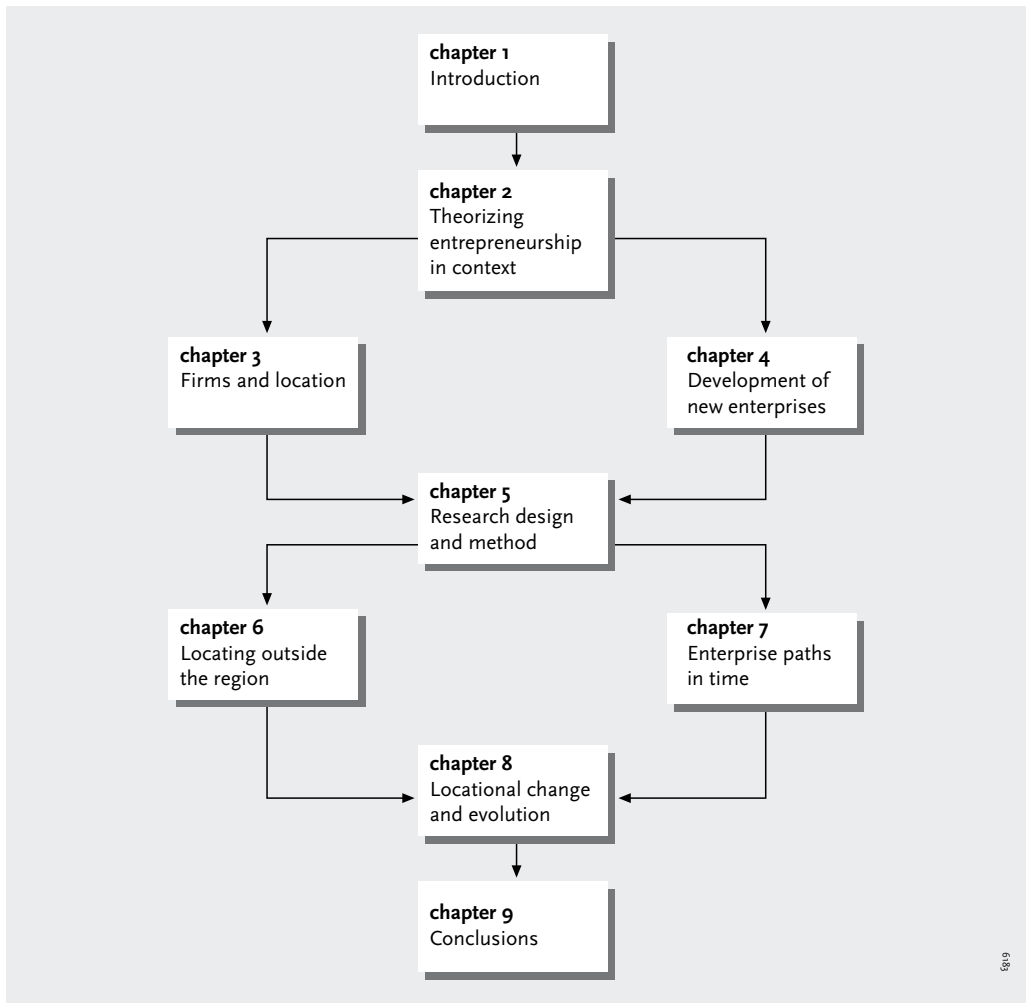 chapter 1
Introduction
chapter 2
Theorizing
entrepreneurship
in context
chapter 3
Firms and location
chapter 4
Development of
new enterprises
chapter 5
Research design
and method
chapter 6
Locating outside
the region
chapter 7
Enterprise paths
in time
chapter 8
Locational change
and evolution
chapter 9
Conclusions
6183